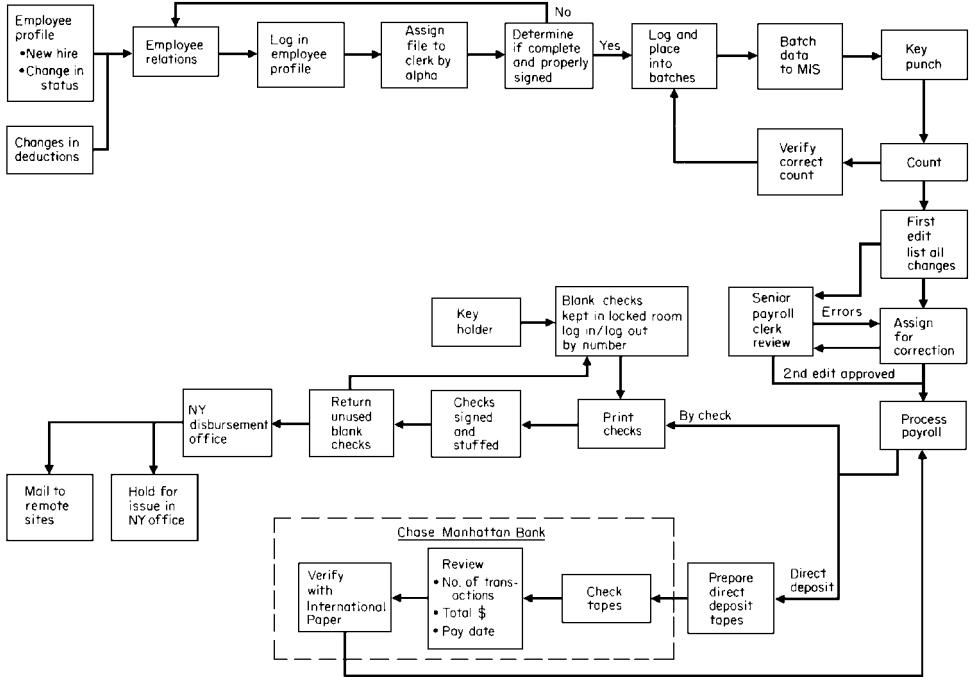 Employee
profile
• New hire
• Change in
status
Changes in
deductions
Employee
relations
Log in
employee
profile
Assign
file to
clerk by
alpha
No
Determine
if complete
and properly
signed
Yes
Log and
place
into
batches
Batch
data
to MIS
Key
punch
Verify
correct
count
Count
First
edit
list all
changes
Senior
payroll
clerk
review
Errors
Assign
for
correction
2nd edit approved
Process
payroll
Key
holder
Blank checks
kept in locked room
log in/log out
by number
NY
disbursement
office
Return
unused
blank
checks
Checks
signed
and
stuffed
Print
checks
By check
Mail to
remote
sites
Hold for
issue in
NY office
Chase Manhattan Bank
Verify
with
International
Paper
Review
• No. of trans-
actions
• Total $
• Pay date
Check
tapes
Prepare
direct
deposit
tapes
Direct
deposit